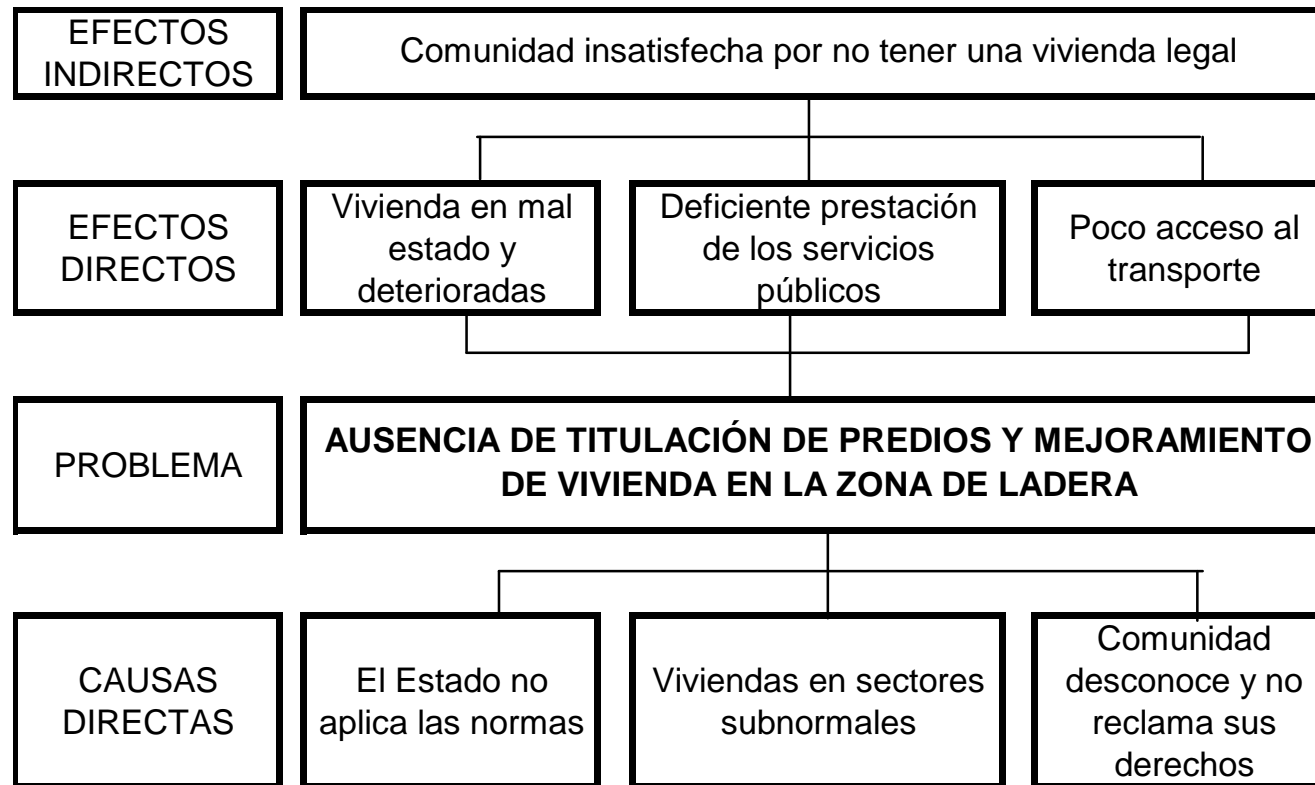 EFECTOS
INDIRECTOS
Comunidad insatisfecha por no tener una vivienda legal
EFECTOS
DIRECTOS
Vivienda en mal
estado y
deterioradas
Deficiente prestación
de los servicios
públicos
Poco acceso al
transporte
PROBLEMA
AUSENCIA DE TITULACIÓN DE PREDIOS Y MEJORAMIENTO
DE VIVIENDA EN LA ZONA DE LADERA
CAUSAS
DIRECTAS
El Estado no
aplica las normas
Viviendas en sectores
subnormales
Comunidad
desconoce y no
reclama sus
derechos